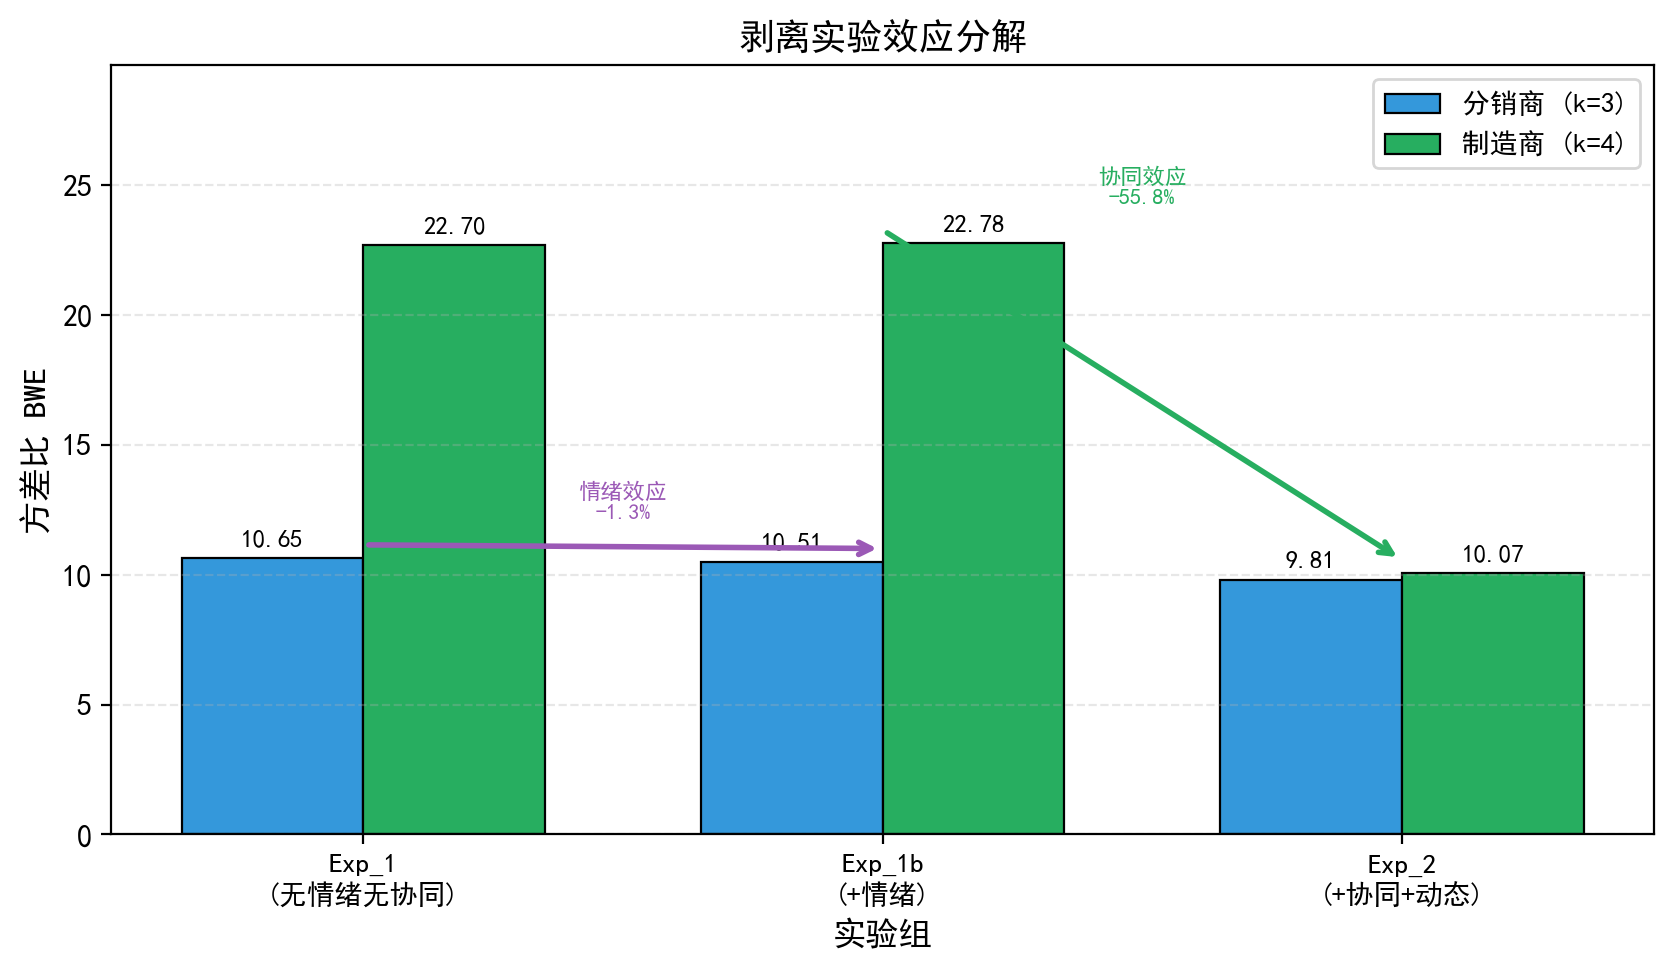 剥离实验效应分解
分销商 (k=3)
制造商 (k=4)
方差比 BWE
25
20
15
10
5
0
协同效应
-55.8%
22.70
22.78
情绪效应
-1.3%
10.65
10.51
9.81
10.07
Exp_1
(无情绪无协同)
Exp_1b
(+情绪)
Exp_2
(+协同+动态)
实验组